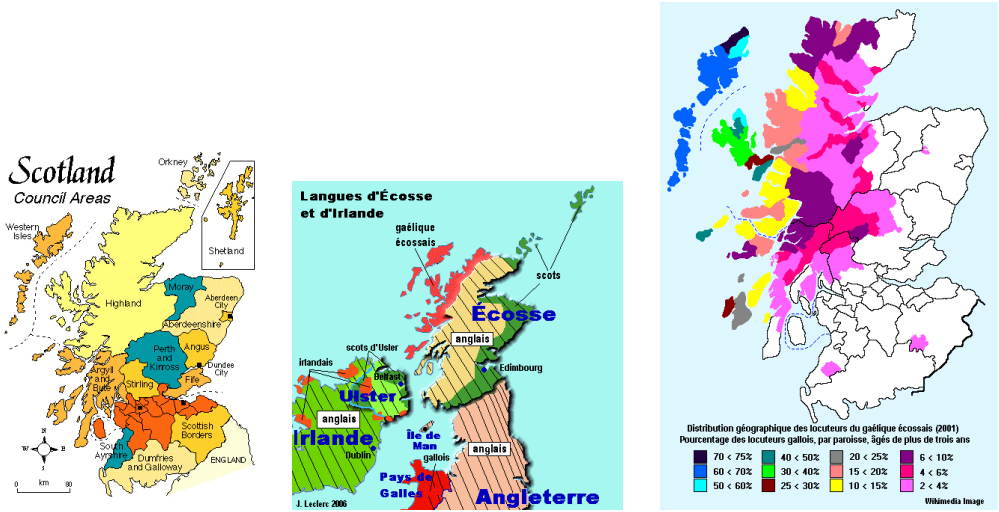 Scotland
Council Areas
Orkney
Western
Isles
Shetland
Highland
Moray
Aberdeen
City
Aberdeenshire
Perth
and
Kinross
Angus
Dundee
City
Argyll
and
Bute
Stirling
Fife
Scottish
Borders
South
Ayrshire
Dumfries
and Galloway
ENGLAND
N
W
E
S
0
80
km
Langues d'Écosse
et d'Irlande
gaélique
écossais
scots
Écosse
anglais
scots d'Usler
irlandais
Belfast
Edimbourg
Ulster
anglais
Irlande
Île de
Man
Dublin
gallois
anglais
Pays de
Galles
Angleterre
J. Leclerc 2006
Distribution géographique des locuteurs du gaélique écossais (2001)
Pourcentage des locuteurs gallois, par paroisse, âgés de plus de trois ans
70 < 75% 40 < 50% 20 < 25% 6 < 10%
60 < 70% 30 < 40% 15 < 20% 4 < 6%
50 < 60% 25 < 30% 10 < 15% 2 < 4%
Wikimedia Image